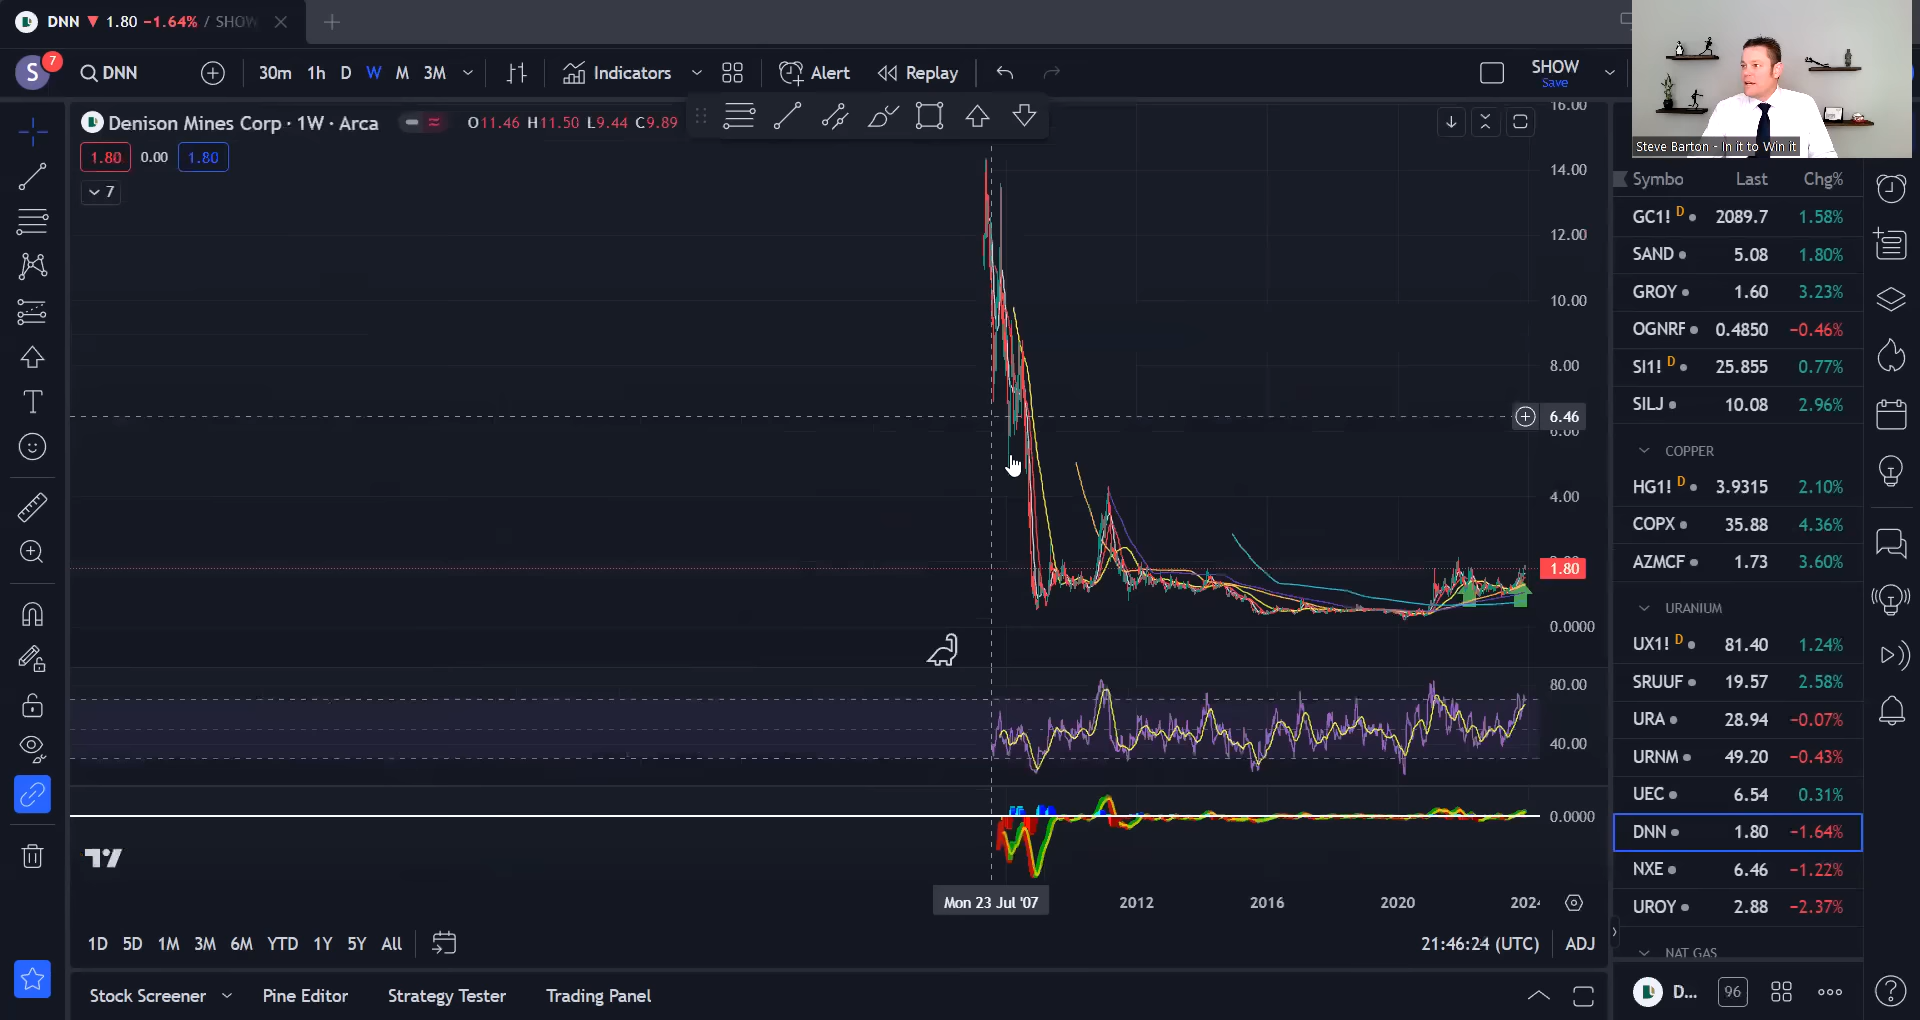 DNN ▼ 1.80 −1.64% / SHOW
S 7
DNN
30m 1h D W M 3M
Indicators
Alert
Replay
SHOW
Save
Steve Barton - In it to Win it
Denison Mines Corp · 1W · Arca
O11.46 H11.50 L9.44 C9.89
1.80 0.00 1.80
7
16.00
14.00
12.00
10.00
8.00
6.46
6.00
4.00
2.00
1.80
0.0000
80.00
40.00
0.0000
Mon 23 Jul '07
2012
2016
2020
2024
1D 5D 1M 3M 6M YTD 1Y 5Y All
21:46:24 (UTC)
ADJ
Stock Screener
Pine Editor
Strategy Tester
Trading Panel
Symbo Last Chg%
GC1! D 2089.7 1.58%
SAND 5.08 1.80%
GROY 1.60 3.23%
OGNRF 0.4850 −0.46%
SI1! D 25.855 0.77%
SILJ 10.08 2.96%
COPPER
HG1! D 3.9315 2.10%
COPX 35.88 4.36%
AZMCF 1.73 3.60%
URANIUM
UX1! D 81.40 1.24%
SRUUF 19.57 2.58%
URA 28.94 −0.07%
URNM 49.20 −0.43%
UEC 6.54 0.31%
DNN 1.80 −1.64%
NXE 6.46 −1.22%
UROY 2.88 −2.37%
NAT GAS
D... 96